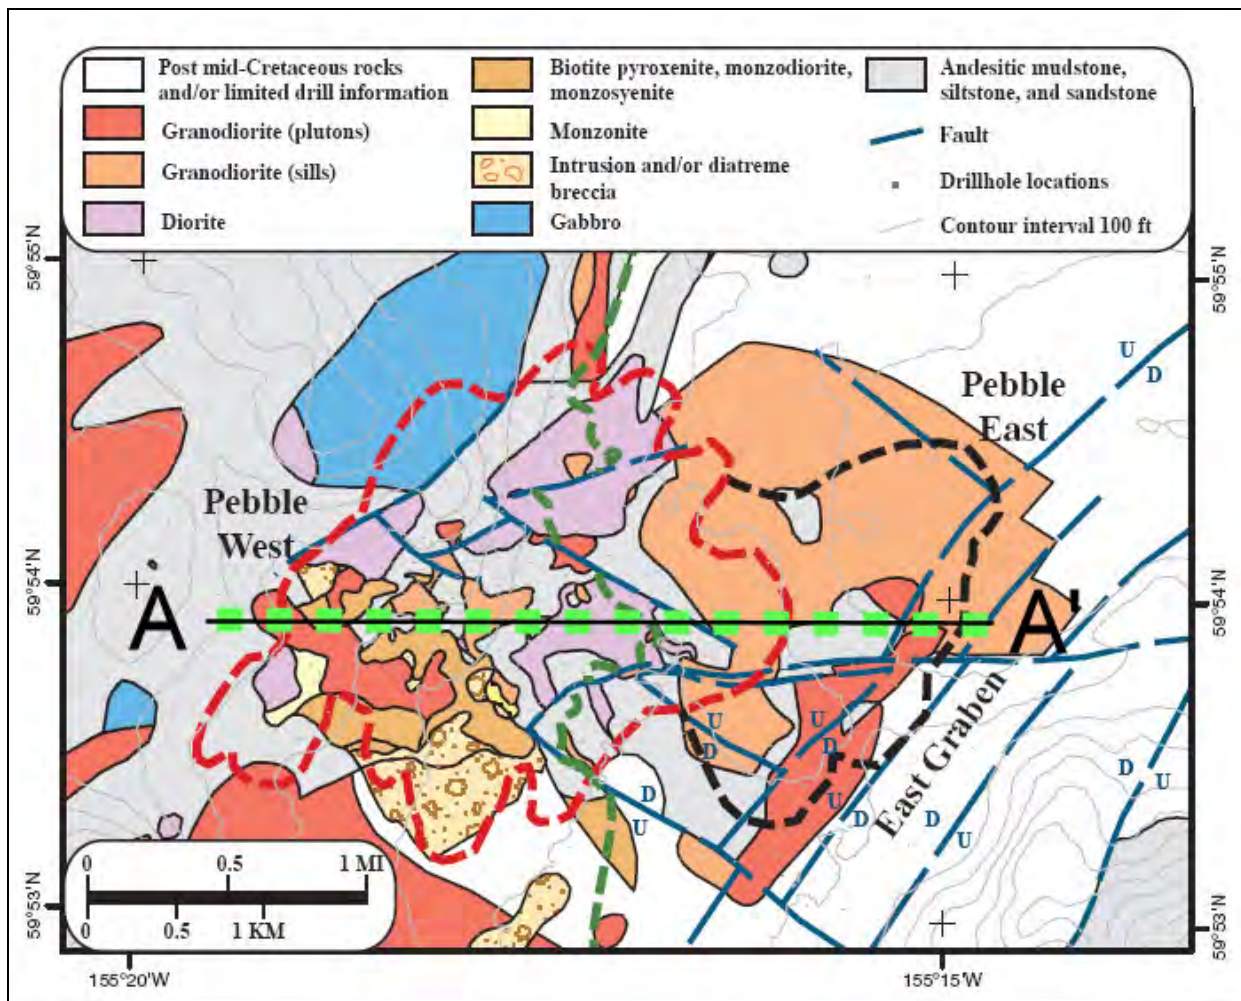 Post mid-Cretaceous rocks
and/or limited drill information
Granodiorite (plutons)
Granodiorite (sills)
Diorite
Biotite pyroxenite, monzodiorite,
monzosyenite
Monzonite
Intrusion and/or diatreme
breccia
Gabbro
Andesitic mudstone,
siltstone, and sandstone
Fault
Drillhole locations
Contour interval 100 ft
59°55'N
59°55'N
U
D
Pebble
East
Pebble
West
59°54'N
59°54'N
A
A'
U
D
U
D
East Graben
D
U
U
D
D
U
D
U
0
0.5
1 MI
0
0.5
1 KM
59°53'N
59°53'N
155°20'W
155°15'W